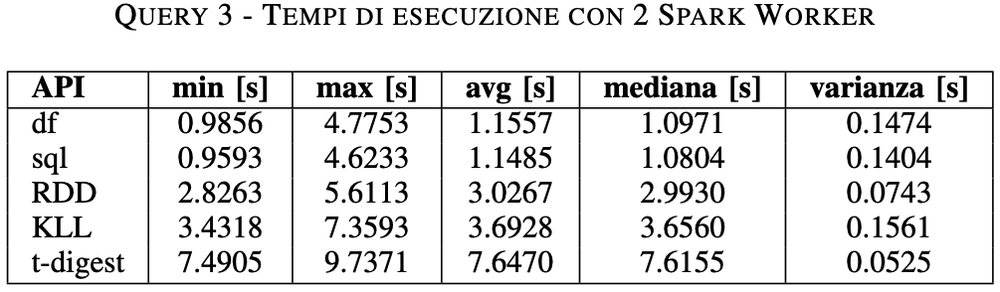 QUERY 3 - TEMPI DI ESECUZIONE CON 2 SPARK WORKER
API min [s] max [s] avg [s] mediana [s] varianza [s]
df 0.9856 4.7753 1.1557 1.0971 0.1474
sql 0.9593 4.6233 1.1485 1.0804 0.1404
RDD 2.8263 5.6113 3.0267 2.9930 0.0743
KLL 3.4318 7.3593 3.6928 3.6560 0.1561
t-digest 7.4905 9.7371 7.6470 7.6155 0.0525